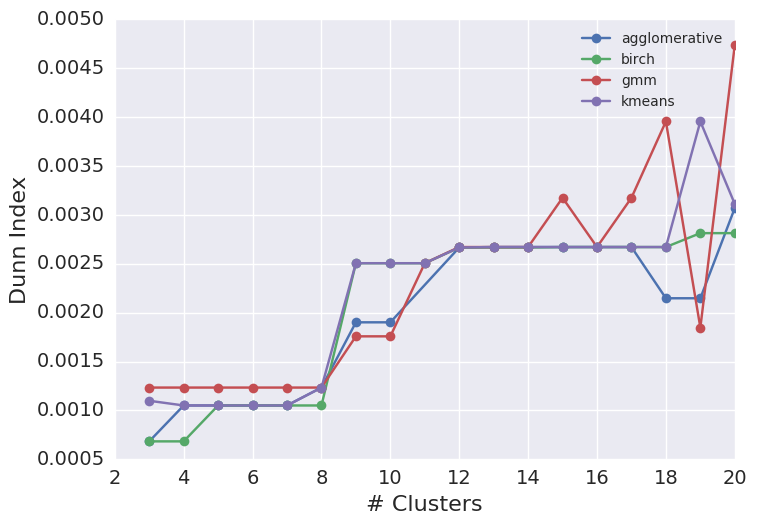 0.0050
0.0045
0.0040
0.0035
0.0030
0.0025
0.0020
0.0015
0.0010
0.0005
Dunn Index
agglomerative
birch
gmm
kmeans
2 4 6 8 10 12 14 16 18 20
# Clusters